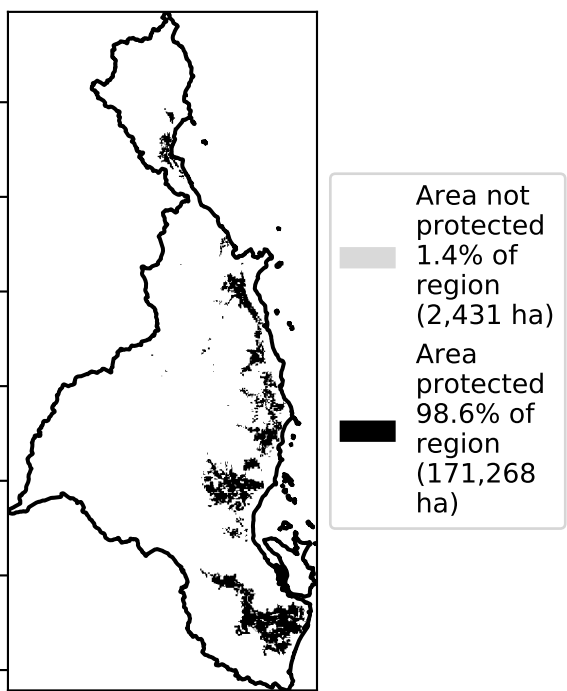 Area not
protected
1.4% of
region
(2,431 ha)
Area
protected
98.6% of
region
(171,268
ha)